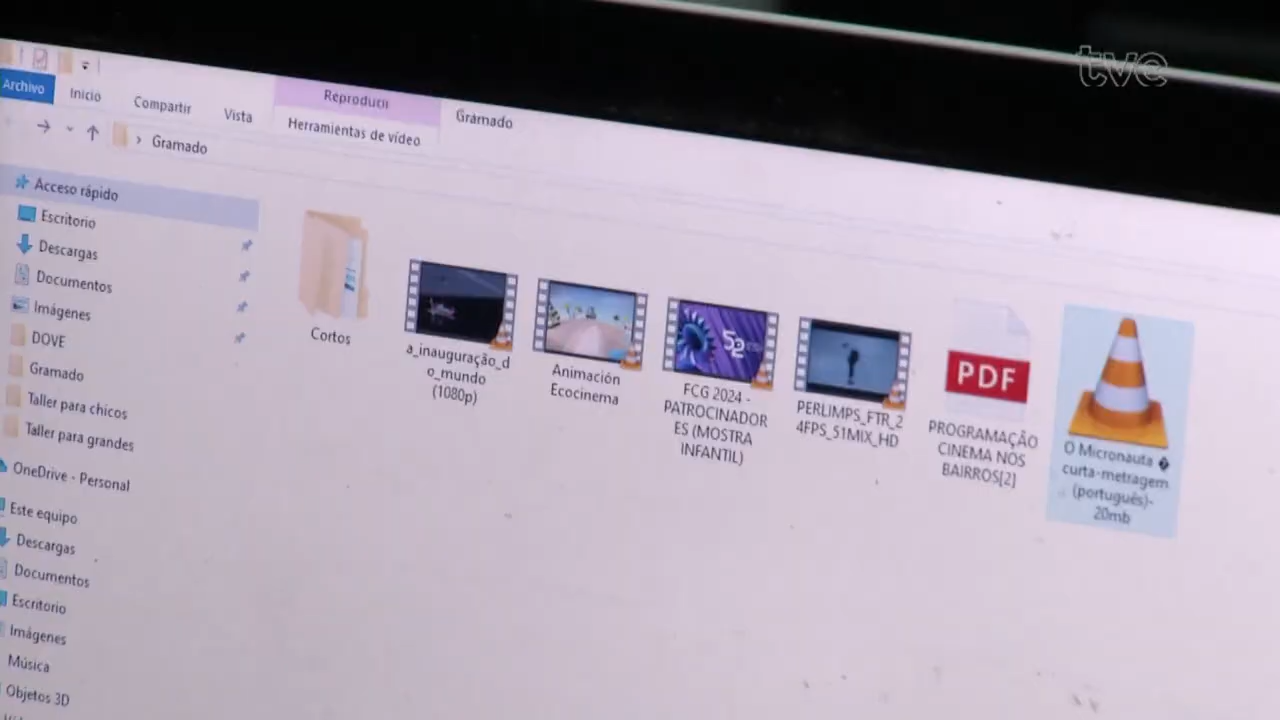 tve
Archivo
Inicio
Compartir
Vista
Reproducir
Herramientas de vídeo
Gramado
› Gramado
Acceso rápido
Escritorio
Descargas
Documentos
Imágenes
DOVE
Gramado
Taller para chicos
Taller para grandes
OneDrive - Personal
Este equipo
Descargas
Documentos
Escritorio
Imágenes
Música
Objetos 3D
Cortos
a_inauguração_d
o_mundo
(1080p)
Animación
Ecocinema
52
FCG 2024 -
PATROCINADOR
ES (MOSTRA
INFANTIL)
PERLIMPS_FTR_2
4FPS_51MIX_HD
PDF
PROGRAMAÇÃO
CINEMA NOS
BAIRROS[2]
O Micronauta �
curta-metragem
(português)-
20mb